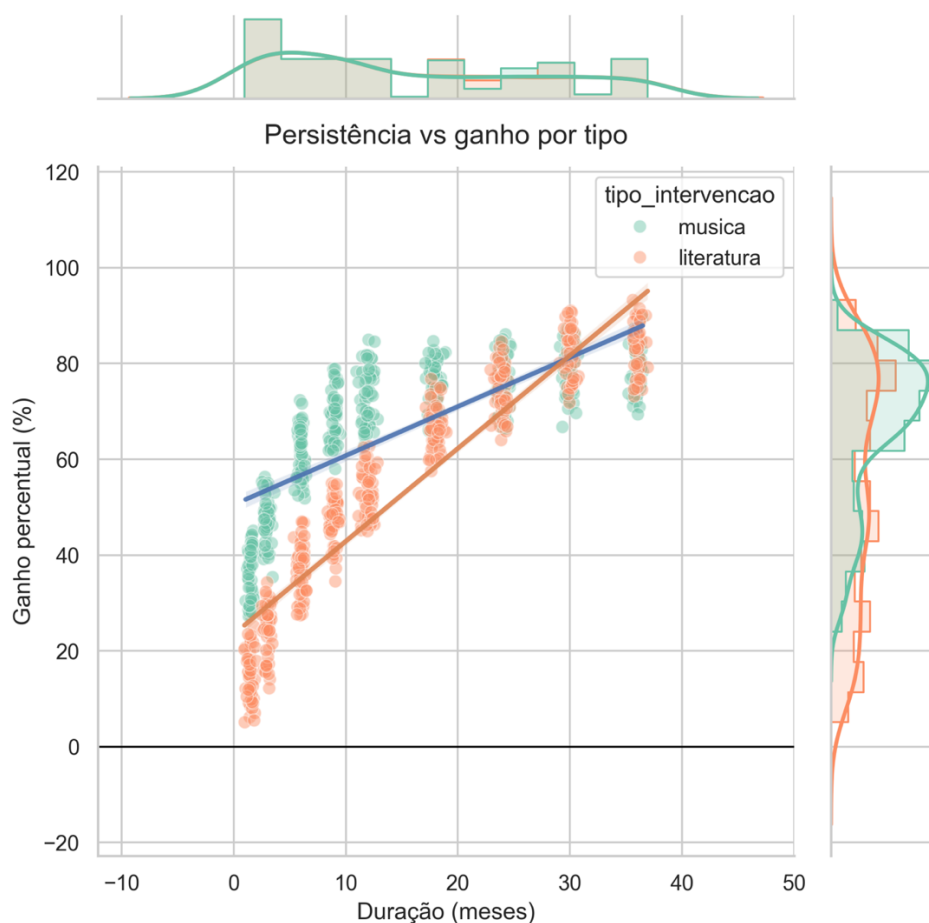 Persistência vs ganho por tipo
120
100
80
60
40
20
0
−20
Ganho percentual (%)
tipo_intervencao
musica
literatura
−10
0
10
20
30
40
50
Duração (meses)